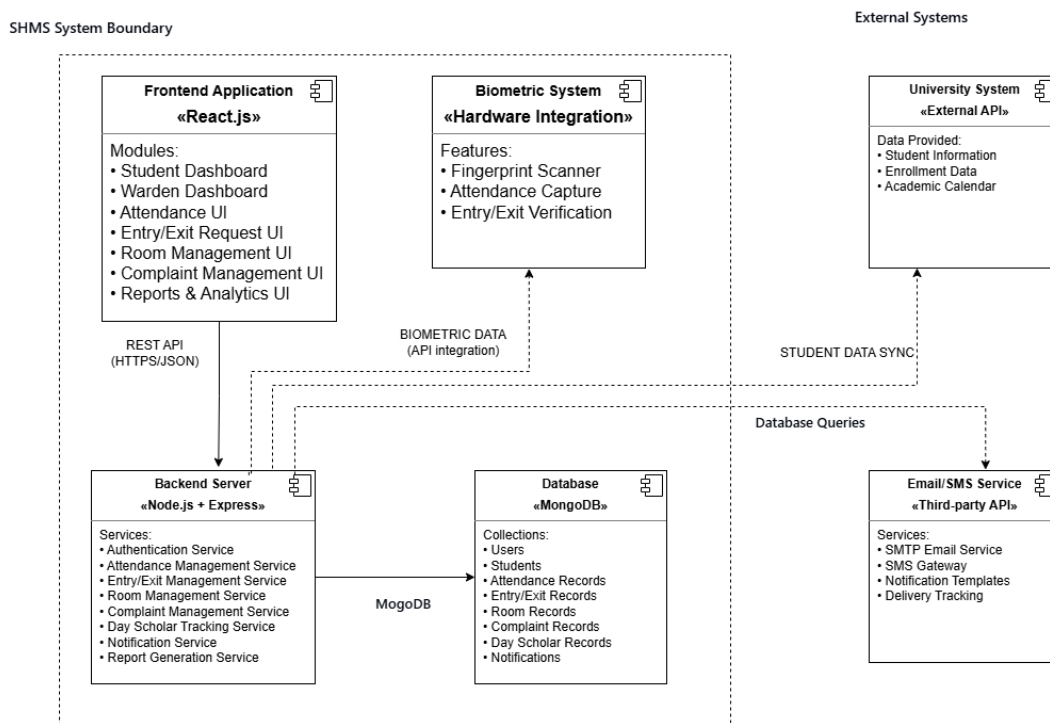 SHMS System Boundary
External Systems
Frontend Application
«React.js»
Modules:
• Student Dashboard
• Warden Dashboard
• Attendance UI
• Entry/Exit Request UI
• Room Management UI
• Complaint Management UI
• Reports & Analytics UI
Biometric System
«Hardware Integration»
Features:
• Fingerprint Scanner
• Attendance Capture
• Entry/Exit Verification
University System
«External API»
Data Provided:
• Student Information
• Enrollment Data
• Academic Calendar
REST API
(HTTPS/JSON)
BIOMETRIC DATA
(API integration)
STUDENT DATA SYNC
Database Queries
Backend Server
«Node.js + Express»
Services:
• Authentication Service
• Attendance Management Service
• Entry/Exit Management Service
• Room Management Service
• Complaint Management Service
• Day Scholar Tracking Service
• Notification Service
• Report Generation Service
MogoDB
Database
«MongoDB»
Collections:
• Users
• Students
• Attendance Records
• Entry/Exit Records
• Room Records
• Complaint Records
• Day Scholar Records
• Notifications
Email/SMS Service
«Third-party API»
Services:
• SMTP Email Service
• SMS Gateway
• Notification Templates
• Delivery Tracking